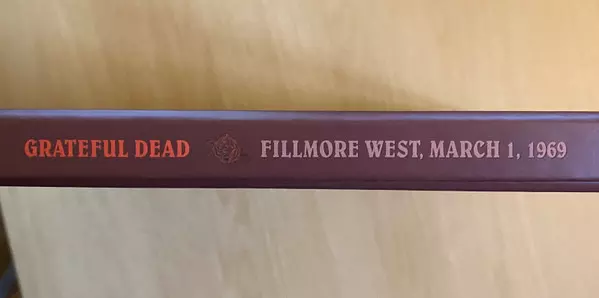 GRATEFUL DEAD FILLMORE WEST, MARCH 1, 1969